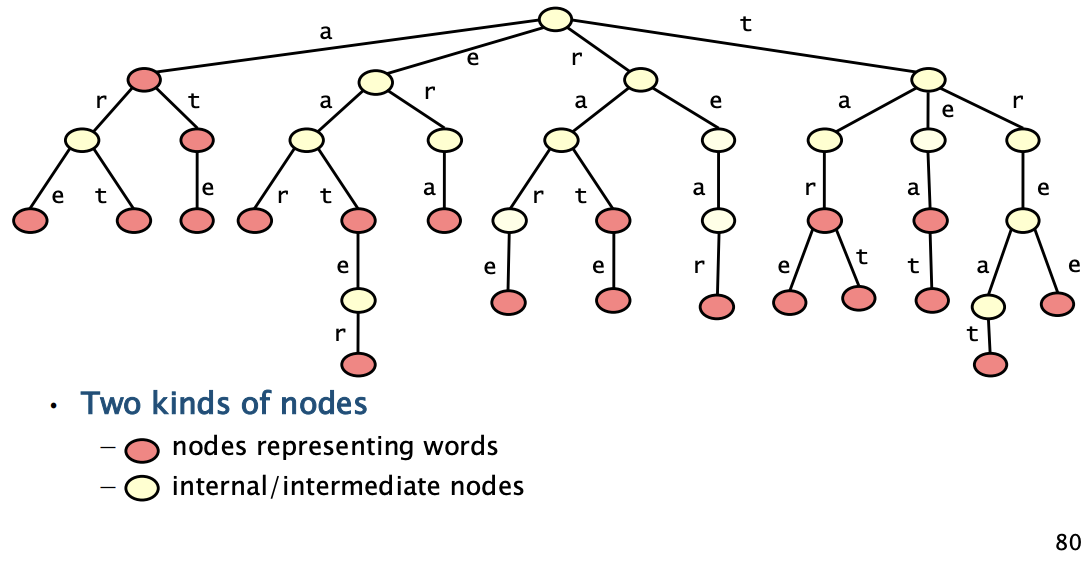 a e r t
r t a r a e a e r
e t e r t a r t a r a e
e e e r e t t a e
r t
• Two kinds of nodes
– nodes representing words
– internal/intermediate nodes
80